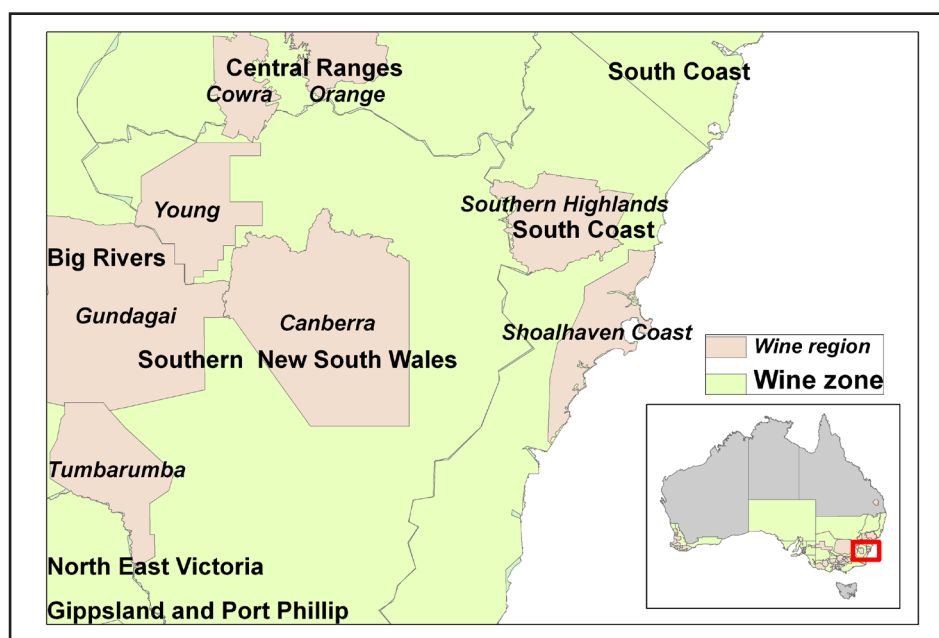 Central Ranges
South Coast
Cowra
Orange
Young
Southern Highlands
South Coast
Big Rivers
Gundagai
Canberra
Shoalhaven Coast
Southern New South Wales
Wine region
Wine zone
Tumbarumba
North East Victoria
Gippsland and Port Phillip